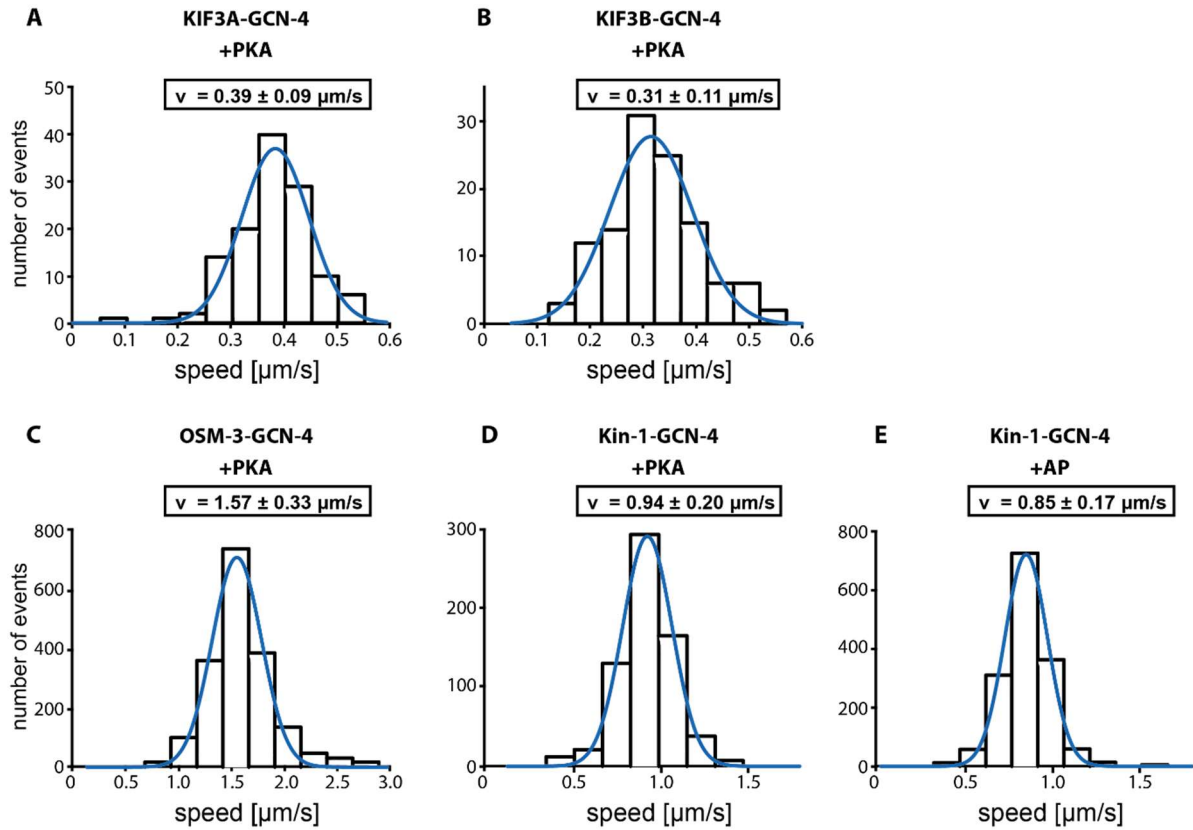 A
KIF3A-GCN-4
+PKA
v = 0.39 ± 0.09 µm/s
50
40
30
20
10
0
number of events
0 0.1 0.2 0.3 0.4 0.5 0.6
speed [µm/s]
B
KIF3B-GCN-4
+PKA
v = 0.31 ± 0.11 µm/s
30
20
10
0
0 0.1 0.2 0.3 0.4 0.5 0.6
speed [µm/s]
C
OSM-3-GCN-4
+PKA
v = 1.57 ± 0.33 µm/s
800
600
400
200
0
number of events
0 0.5 1.0 1.5 2.0 2.5 3.0
speed [µm/s]
D
Kin-1-GCN-4
+PKA
v = 0.94 ± 0.20 µm/s
300
200
100
0
0.5 1.0 1.5
speed [µm/s]
E
Kin-1-GCN-4
+AP
v = 0.85 ± 0.17 µm/s
800
600
400
200
0
0 0.5 1.0 1.5
speed [µm/s]